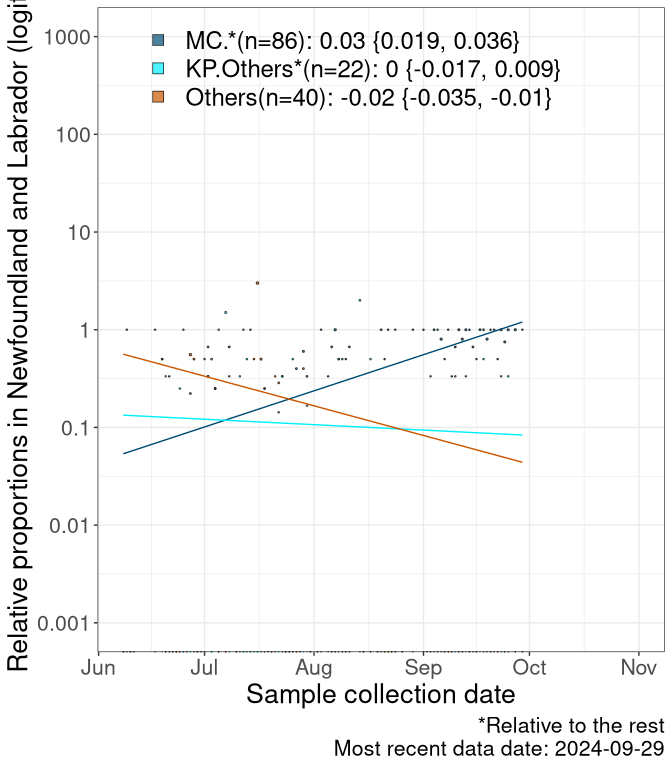 Relative proportions in Newfoundland and Labrador
1000
100
10
1
0.1
0.01
0.001
MC.*(n=86): 0.03 {0.019, 0.036}
KP.Others*(n=22): 0 {-0.017, 0.009}
Others(n=40): -0.02 {-0.035, -0.01}
Jun Jul Aug Sep Oct Nov
Sample collection date
*Relative to the rest
Most recent data date: 2024-09-29